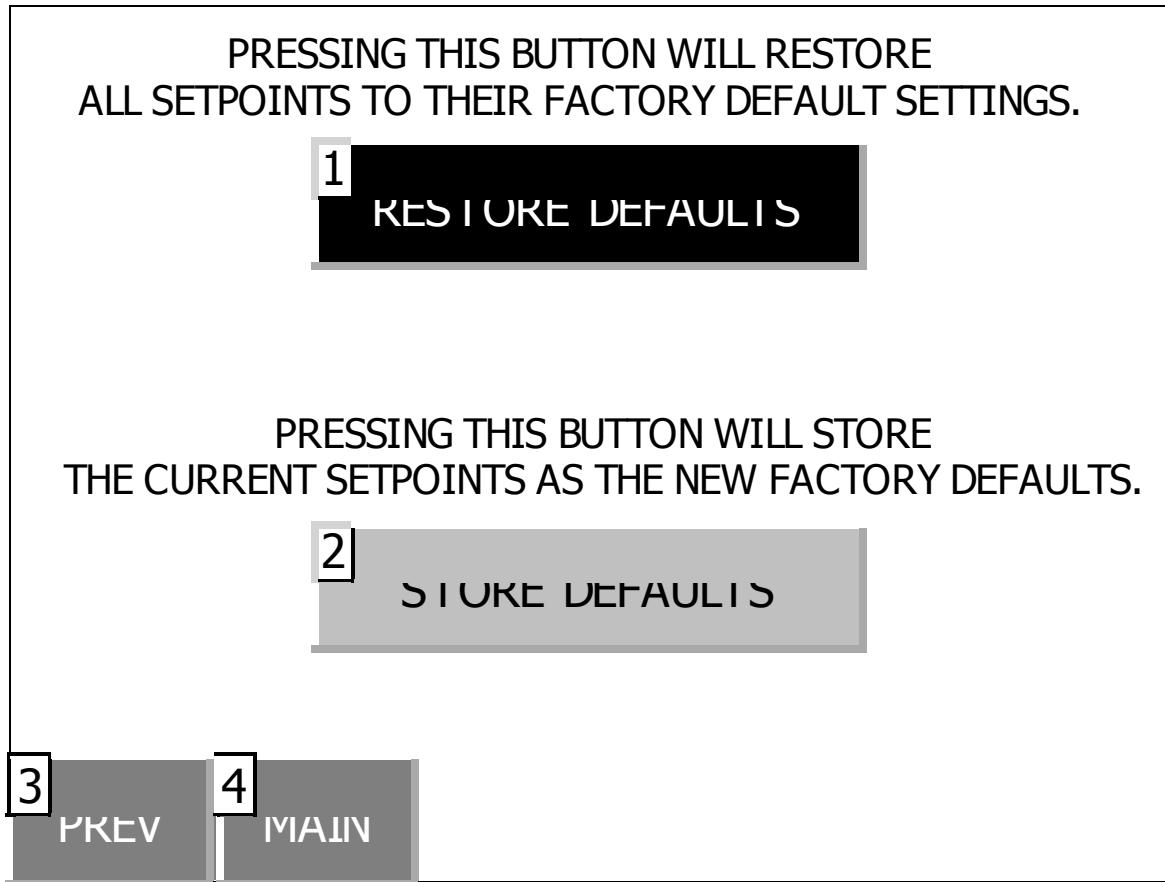 PRESSING THIS BUTTON WILL RESTORE
ALL SETPOINTS TO THEIR FACTORY DEFAULT SETTINGS.
1
RESTORE DEFAULTS
PRESSING THIS BUTTON WILL STORE
THE CURRENT SETPOINTS AS THE NEW FACTORY DEFAULTS.
2
STORE DEFAULTS
3 4
PREV MAIN